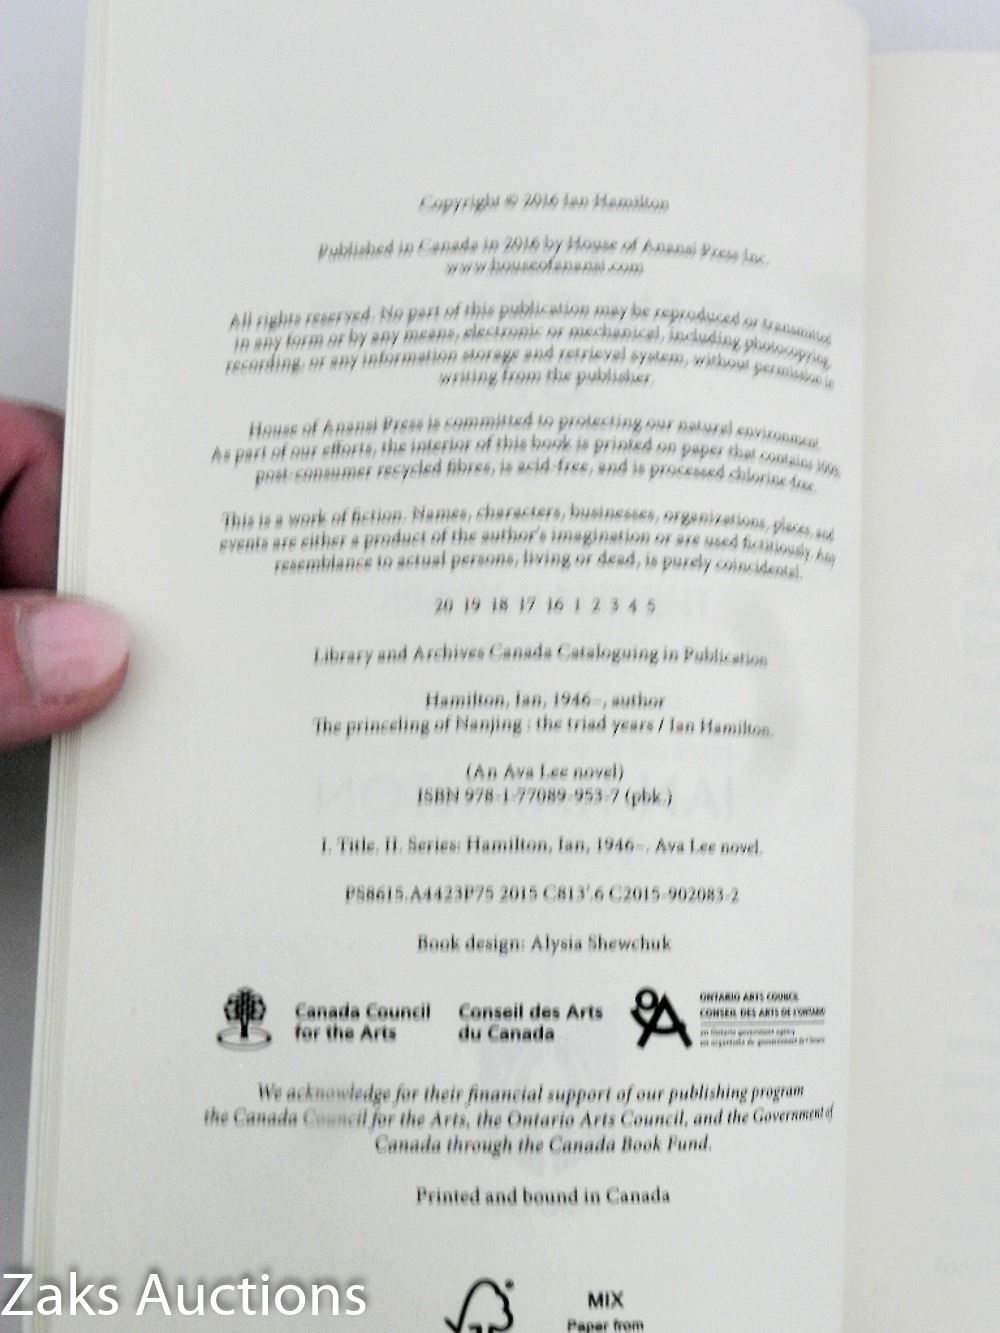 Copyright © 2016 Ian Hamilton
Published in Canada in 2016 by House of Anansi Press Inc.
www.houseofanansi.com
All rights reserved. No part of this publication may be reproduced or transmitted
in any form or by any means, electronic or mechanical, including photocopying,
recording, or any information storage and retrieval system, without permission in
writing from the publisher.
House of Anansi Press is committed to protecting our natural environment.
As part of our efforts, the interior of this book is printed on paper that contains 100%
post-consumer recycled fibres, is acid-free, and is processed chlorine-free.
This is a work of fiction. Names, characters, businesses, organizations, places, and
events are either a product of the author's imagination or are used fictitiously. Any
resemblance to actual persons, living or dead, is purely coincidental.
20 19 18 17 16 1 2 3 4 5
Library and Archives Canada Cataloguing in Publication
Hamilton, Ian, 1946–, author
The princeling of Nanjing : the triad years / Ian Hamilton.
(An Ava Lee novel)
ISBN 978-1-77089-953-7 (pbk.)
I. Title. II. Series: Hamilton, Ian, 1946–. Ava Lee novel.
PS8615.A4423P75 2015 C813'.6 C2015-902083-2
Book design: Alysia Shewchuk
Canada Council Conseil des Arts
for the Arts du Canada
ONTARIO ARTS COUNCIL
CONSEIL DES ARTS DE L'ONTARIO
an Ontario government agency
un organisme du gouvernement de l'Ontario
We acknowledge for their financial support of our publishing program
the Canada Council for the Arts, the Ontario Arts Council, and the Government of
Canada through the Canada Book Fund.
Printed and bound in Canada
MIX
Paper from
Zaks Auctions